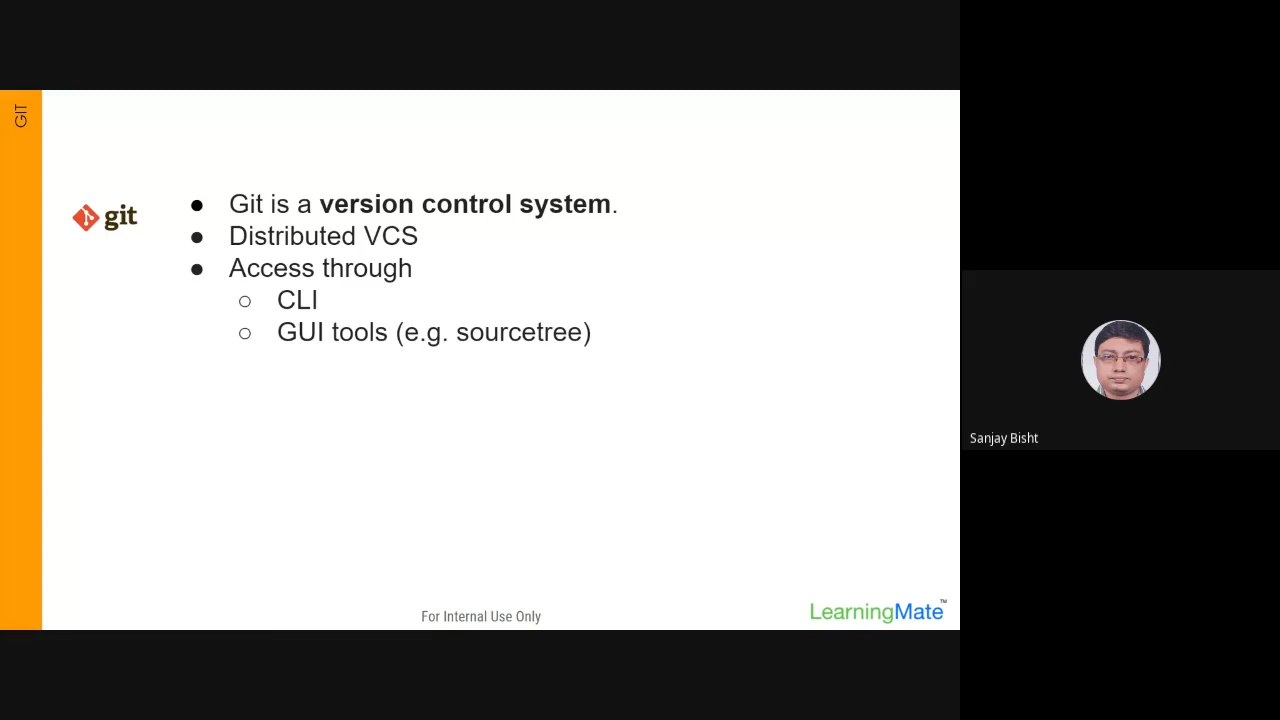 GIT
git
● Git is a version control system.
● Distributed VCS
● Access through
○ CLI
○ GUI tools (e.g. sourcetree)
For Internal Use Only
LearningMate™
Sanjay Bisht